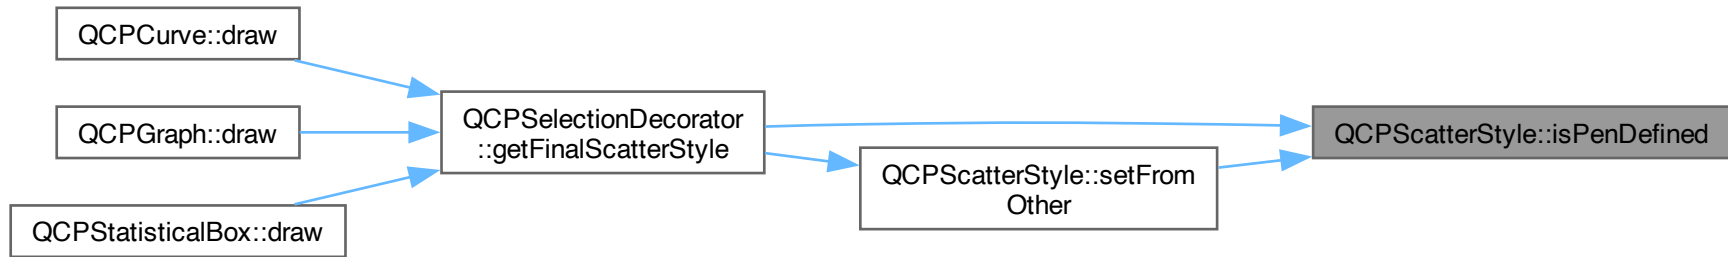 QCPCurve::draw
QCPGraph::draw
QCPStatisticalBox::draw
QCPSelectionDecorator
::getFinalScatterStyle
QCPScatterStyle::setFrom
Other
QCPScatterStyle::isPenDefined